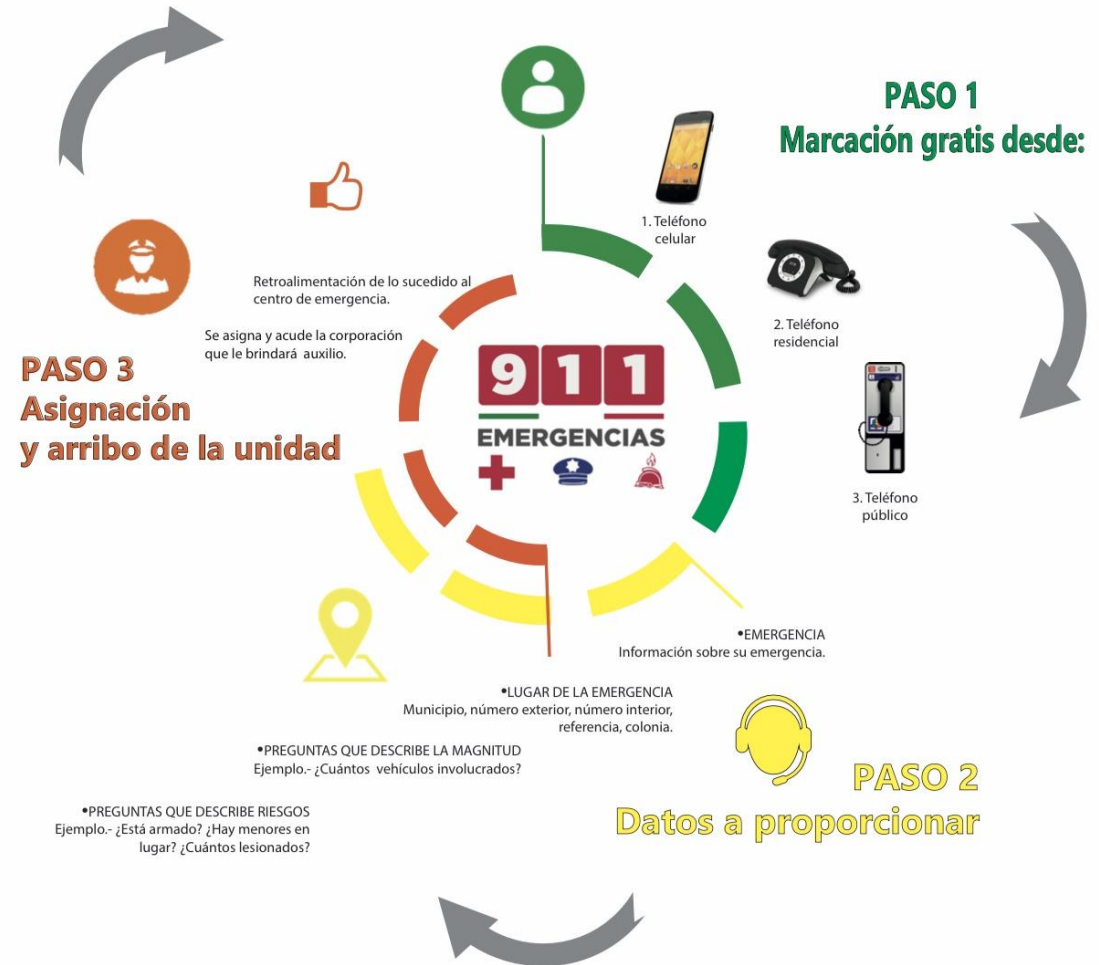 PASO 1
Marcación gratis desde:
1. Teléfono
celular
2. Teléfono
residencial
3. Teléfono
público
911
EMERGENCIAS
•EMERGENCIA
Información sobre su emergencia.
•LUGAR DE LA EMERGENCIA
Municipio, número exterior, número interior,
referencia, colonia.
•PREGUNTAS QUE DESCRIBE LA MAGNITUD
Ejemplo.- ¿Cuántos vehículos involucrados?
•PREGUNTAS QUE DESCRIBE RIESGOS
Ejemplo.- ¿Está armado? ¿Hay menores en
lugar? ¿Cuántos lesionados?
PASO 2
Datos a proporcionar
PASO 3
Asignación
y arribo de la unidad
Se asigna y acude la corporación
que le brindará auxilio.
Retroalimentación de lo sucedido al
centro de emergencia.